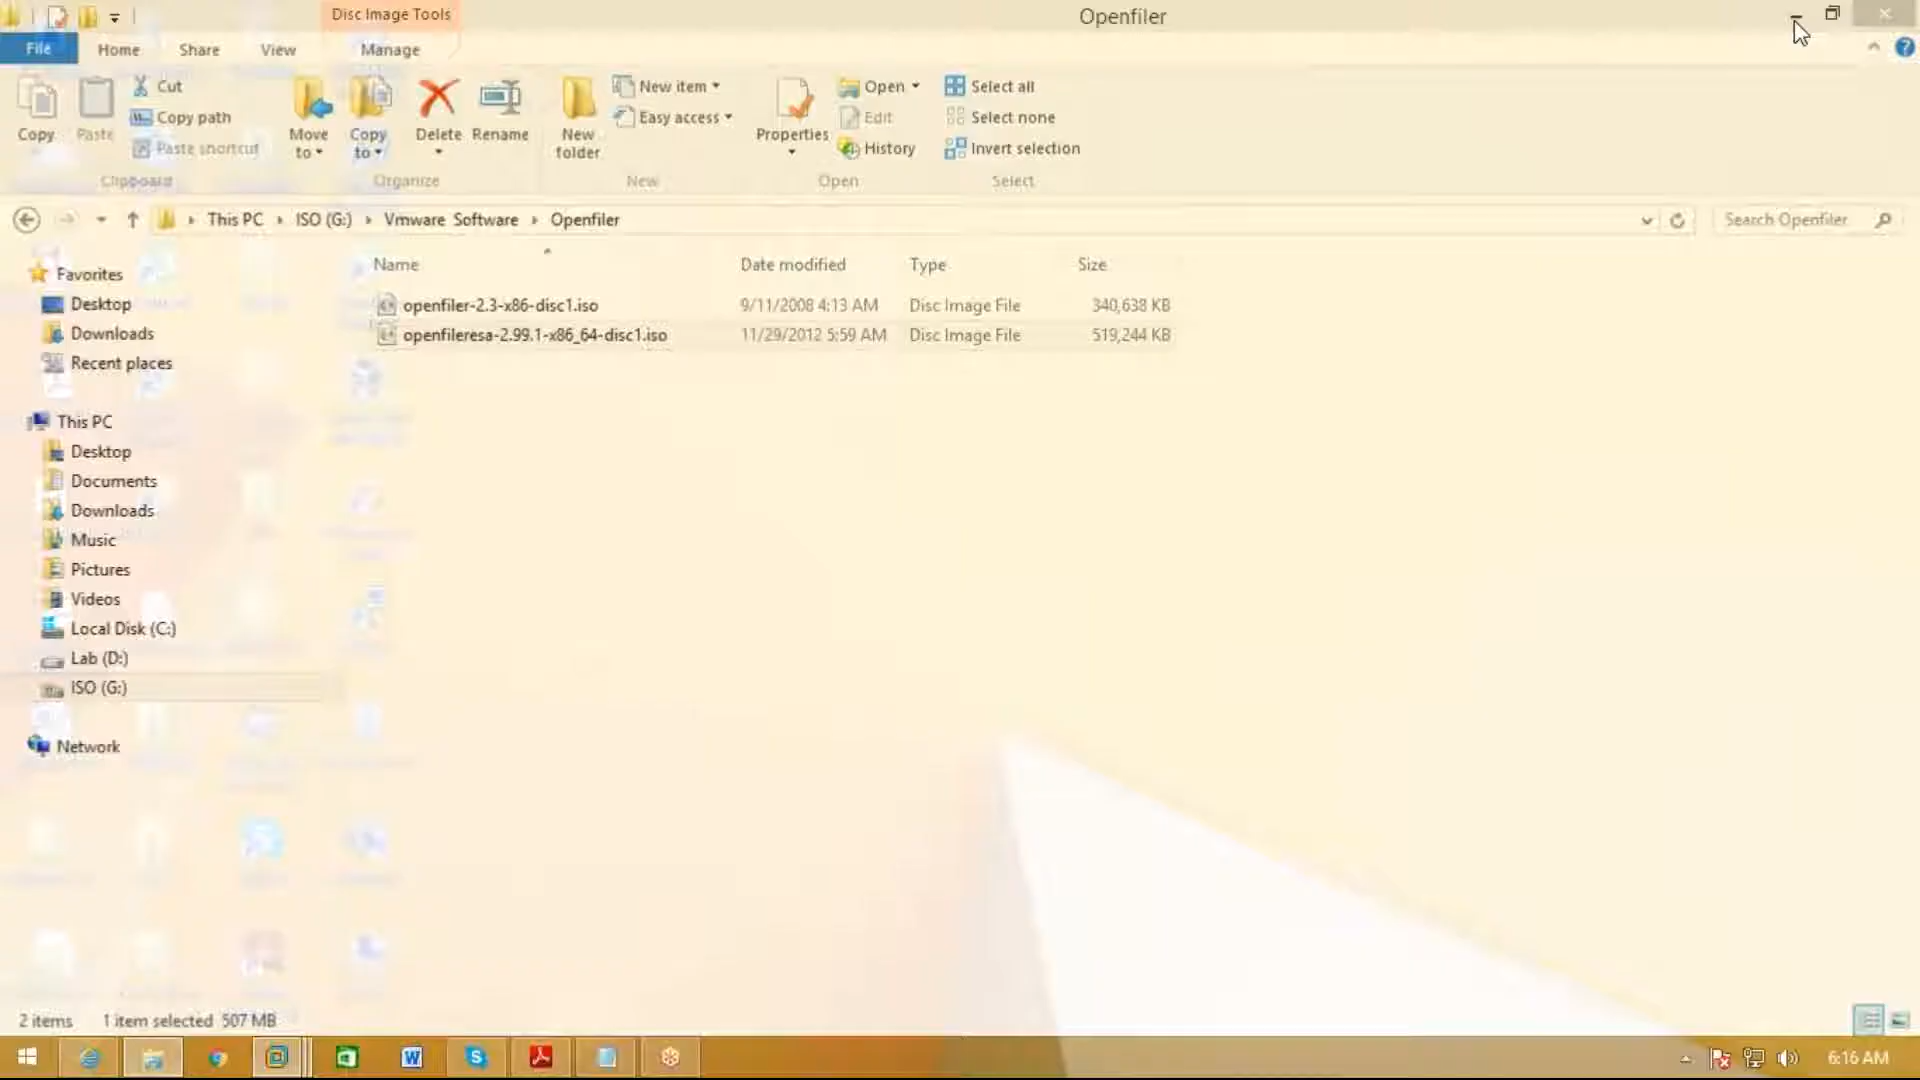 Disc Image Tools
Openfiler
File
Home
Share
View
Manage
Copy
Paste
Cut
Copy path
Paste shortcut
Clipboard
Move to
Copy to
Delete
Rename
Organize
New folder
New item
Easy access
New
Properties
Open
Edit
History
Open
Select all
Select none
Invert selection
Select
This PC
ISO (G:)
Vmware Software
Openfiler
Search Openfiler
Name
Date modified
Type
Size
openfiler-2.3-x86-disc1.iso 9/11/2008 4:13 AM Disc Image File 340,638 KB
openfileresa-2.99.1-x86_64-disc1.iso 11/29/2012 5:59 AM Disc Image File 519,244 KB
Favorites
Desktop
Downloads
Recent places
This PC
Desktop
Documents
Downloads
Music
Pictures
Videos
Local Disk (C:)
Lab (D:)
ISO (G:)
Network
2 items
1 item selected 507 MB
6:16 AM